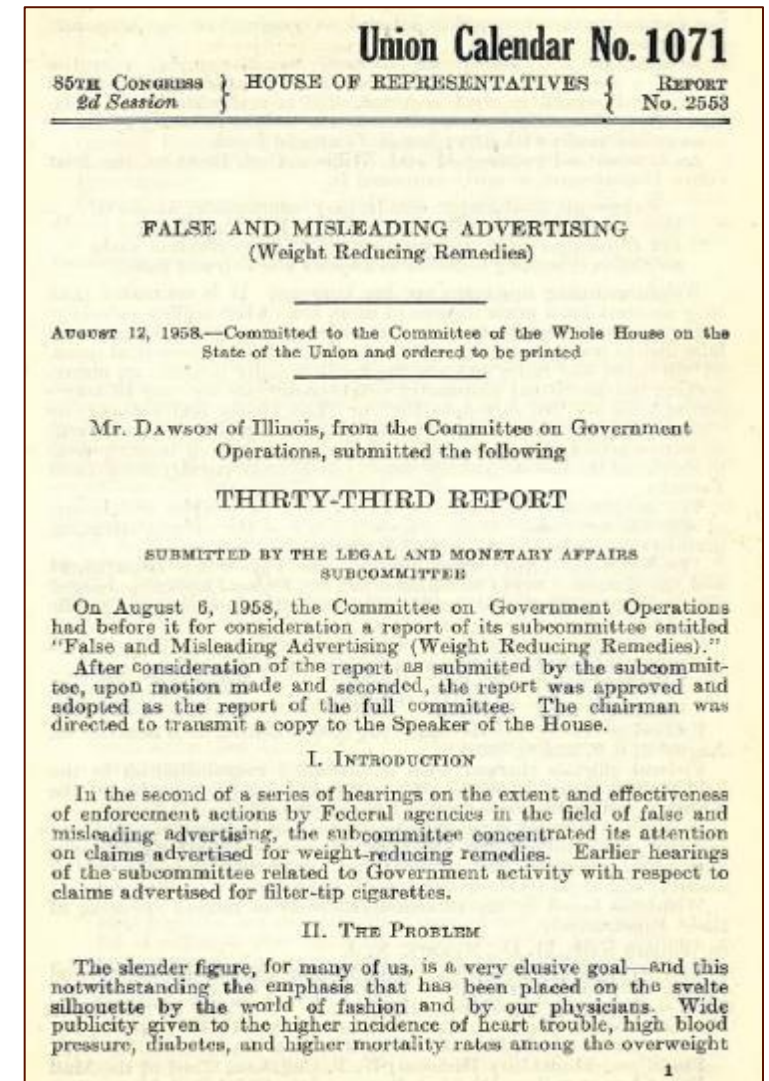 Union Calendar No. 1071
85TH CONGRESS } HOUSE OF REPRESENTATIVES { REPORT
2d Session } { No. 2553
FALSE AND MISLEADING ADVERTISING
(Weight Reducing Remedies)
AUGUST 12, 1958.—Committed to the Committee of the Whole House on the
State of the Union and ordered to be printed
Mr. DAWSON of Illinois, from the Committee on Government
Operations, submitted the following
THIRTY-THIRD REPORT
SUBMITTED BY THE LEGAL AND MONETARY AFFAIRS
SUBCOMMITTEE
On August 6, 1958, the Committee on Government Operations
had before it for consideration a report of its subcommittee entitled
“False and Misleading Advertising (Weight Reducing Remedies).”
After consideration of the report as submitted by the subcommit-
tee, upon motion made and seconded, the report was approved and
adopted as the report of the full committee. The chairman was
directed to transmit a copy to the Speaker of the House.
I. INTRODUCTION
In the second of a series of hearings on the extent and effectiveness
of enforcement actions by Federal agencies in the field of false and
misleading advertising, the subcommittee concentrated its attention
on claims advertised for weight-reducing remedies. Earlier hearings
of the subcommittee related to Government activity with respect to
claims advertised for filter-tip cigarettes.
II. THE PROBLEM
The slender figure, for many of us, is a very elusive goal—and this
notwithstanding the emphasis that has been placed on the svelte
silhouette by the world of fashion and by our physicians. Wide
publicity given to the higher incidence of heart trouble, high blood
pressure, diabetes, and higher mortality rates among the overweight
1